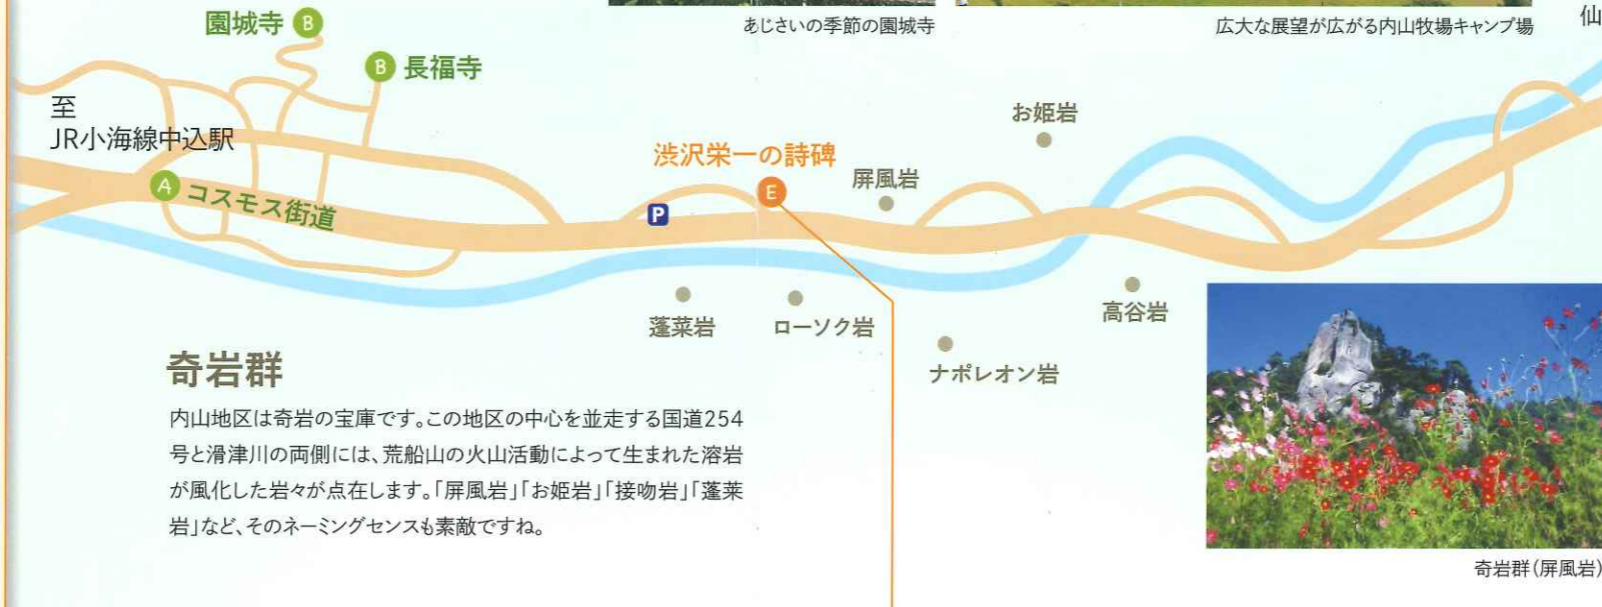 あじさいの季節の園城寺
広大な展望が広がる内山牧場キャンプ場
仙
園城寺 B
B 長福寺
至
JR小海線中込駅
お姫岩
渋沢栄一の詩碑
屏風岩
A コスモス街道
P
E
蓬菜岩
ローソク岩
高谷岩
ナポレオン岩
奇岩群
内山地区は奇岩の宝庫です。この地区の中心を並走する国道254
号と滑津川の両側には、荒船山の火山活動によって生まれた溶岩
が風化した岩々が点在します。「屏風岩」「お姫岩」「接吻岩」「蓬莱
岩」など、そのネーミングセンスも素敵ですね。
奇岩群(屏風岩)